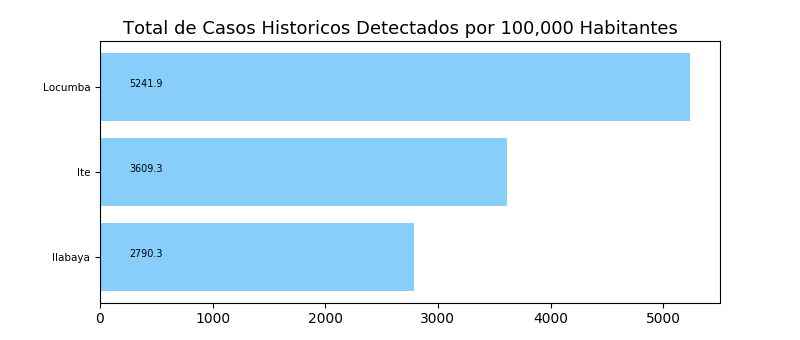 Total de Casos Historicos Detectados por 100,000 Habitantes
Locumba
5241.9
Ite
3609.3
Ilabaya
2790.3
0 1000 2000 3000 4000 5000